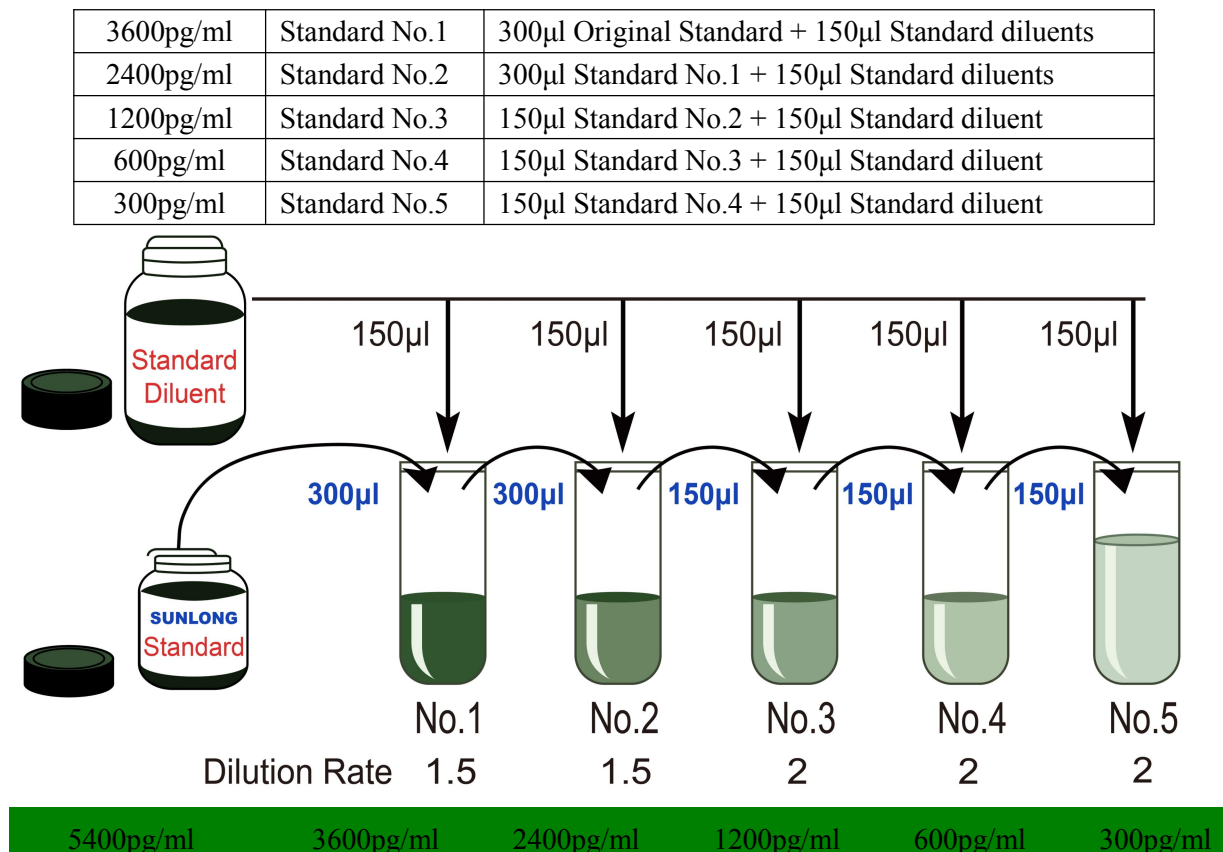 3600pg/ml Standard No.1 300μl Original Standard + 150μl Standard diluents
2400pg/ml Standard No.2 300μl Standard No.1 + 150μl Standard diluents
1200pg/ml Standard No.3 150μl Standard No.2 + 150μl Standard diluent
600pg/ml Standard No.4 150μl Standard No.3 + 150μl Standard diluent
300pg/ml Standard No.5 150μl Standard No.4 + 150μl Standard diluent
Standard
Diluent
150μl 150μl 150μl 150μl 150μl
300μl 300μl 150μl 150μl 150μl
SUNLONG
Standard
No.1 No.2 No.3 No.4 No.5
Dilution Rate 1.5 1.5 2 2 2
5400pg/ml 3600pg/ml 2400pg/ml 1200pg/ml 600pg/ml 300pg/ml